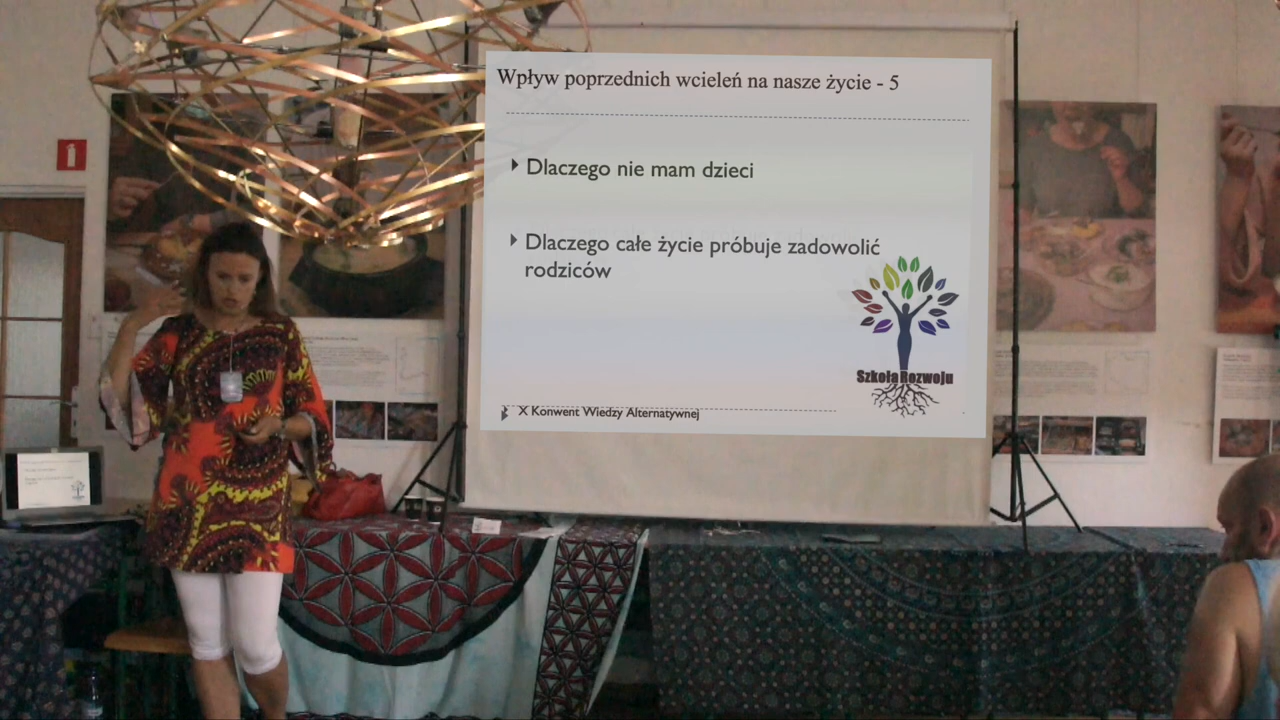 Wpływ poprzednich wcieleń na nasze życie - 5
Dlaczego nie mam dzieci
Dlaczego całe życie próbuje zadowolić
rodziców
Szkoła Rozwoju
X Konwent Wiedzy Alternatywnej